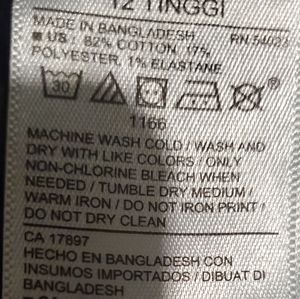 12 TINGGI
MADE IN BANGLADESH
RN 54023
■ US : 82% COTTON, 17%
POLYESTER, 1% ELASTANE
30
1166
MACHINE WASH COLD / WASH AND
DRY WITH LIKE COLORS / ONLY
NON-CHLORINE BLEACH WHEN
NEEDED / TUMBLE DRY MEDIUM /
WARM IRON / DO NOT IRON PRINT /
DO NOT DRY CLEAN
CA 17897
HECHO EN BANGLADESH CON
INSUMOS IMPORTADOS / DIBUAT DI
BANGLADESH